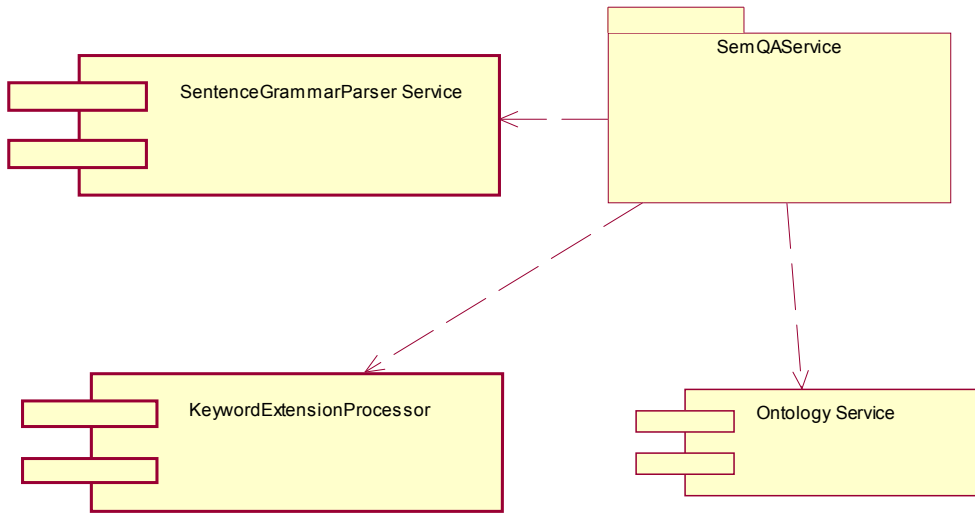 SemQAService
SentenceGrammarParser Service
KeywordExtensionProcessor
Ontology Service